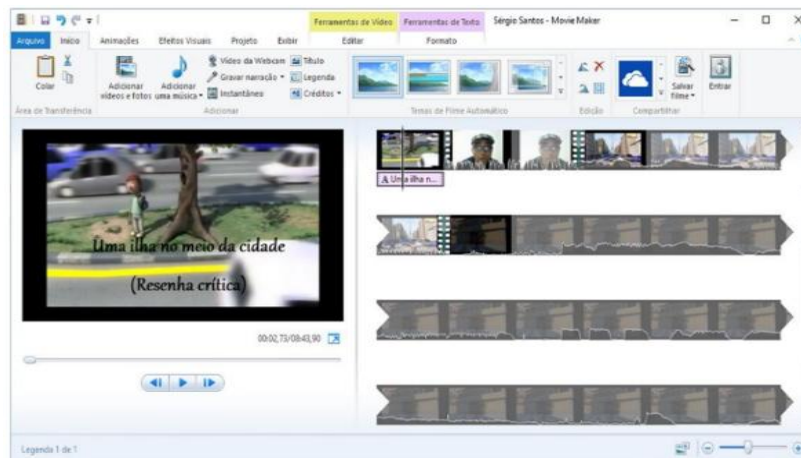 Ferramentas de Vídeo Ferramentas de Texto Sérgio Santos - Movie Maker
Arquivo Início Animações Efeitos Visuais Projeto Exibir Editar Formato
Colar
Adicionar vídeos e fotos
Adicionar uma música
Vídeo da Webcam
Gravar narração
Instantâneo
Título
Legenda
Créditos
Salvar filme
Entrar
Área de Transferência Adicionar Temas de Filme Automático Edição Compartilhar
Uma ilha no meio da cidade
(Resenha crítica)
00:02,73/08:43,90
A Uma ilha n...
Legenda 1 de 1